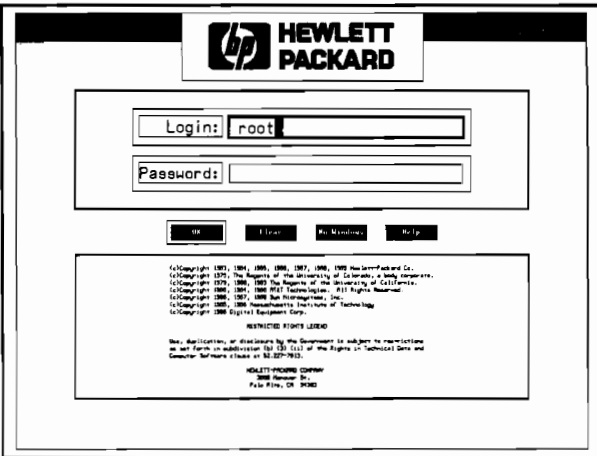 hp HEWLETT
PACKARD
Login: root
Password:
OK Clear No Windows Help
(c)Copyright 1983, 1984, 1985, 1986, 1987, 1988, 1989 Hewlett-Packard Co.
(c)Copyright 1979, The Regents of the University of Colorado, a body corporate.
(c)Copyright 1979, 1980, 1983 The Regents of the University of California.
(c)Copyright 1980, 1984, 1986 AT&T Technologies. All Rights Reserved.
(c)Copyright 1986, 1987, 1988 Sun Microsystems, Inc.
(c)Copyright 1985, 1986 Massachusetts Institute of Technology
(c)Copyright 1986 Digital Equipment Corp.
RESTRICTED RIGHTS LEGEND
Use, duplication, or disclosure by the Government is subject to restrictions
as set forth in subdivision (b) (3) (ii) of the Rights in Technical Data and
Computer Software clause at 52.227-7013.
HEWLETT-PACKARD COMPANY
3000 Hanover St.
Palo Alto, CA 94303